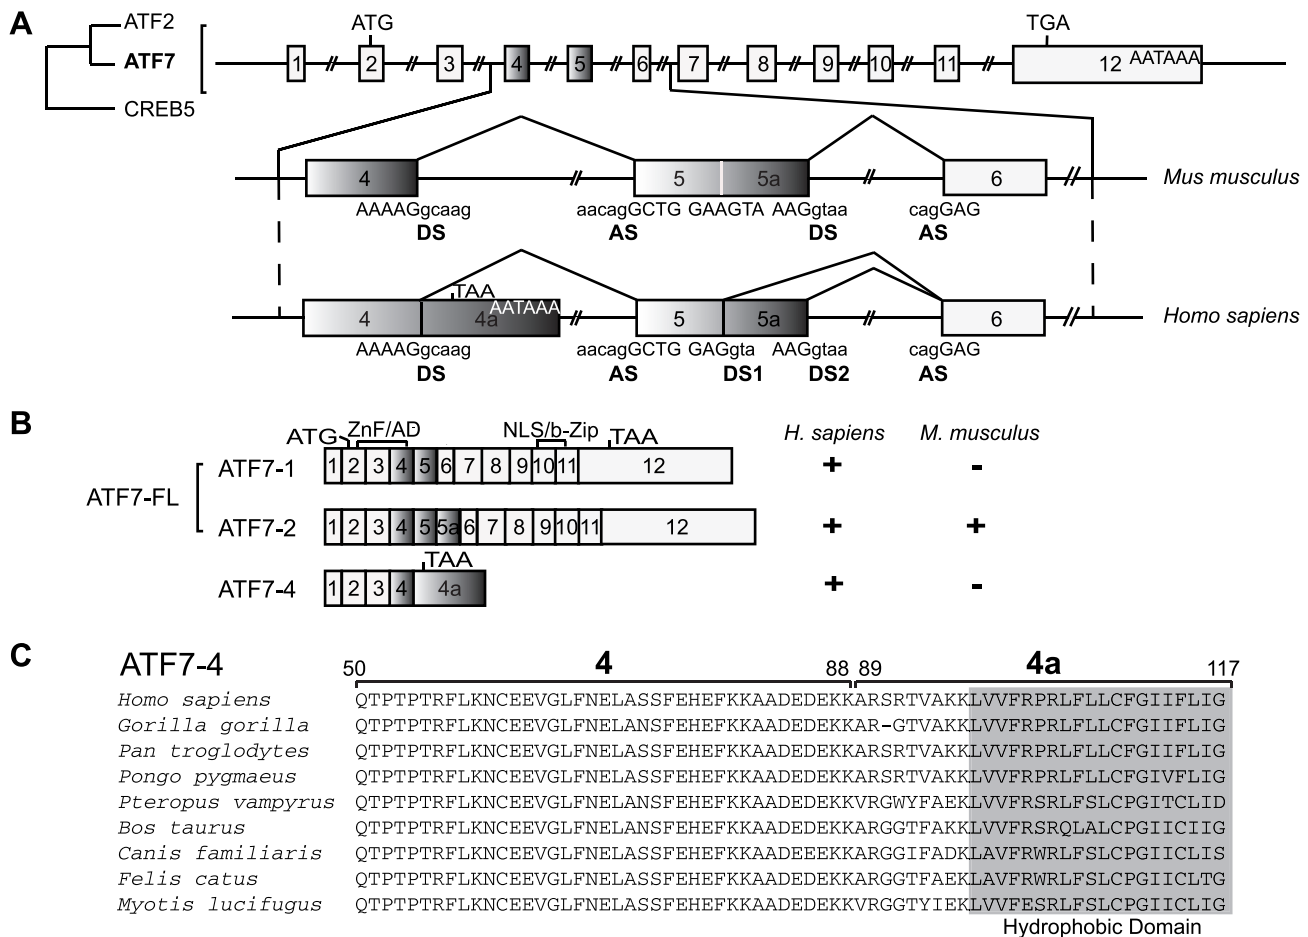 A
ATF2
ATF7
CREB5
ATG TGA
1 2 3 4 5 6 7 8 9 10 11 12 AATAAA
4 5 5a 6 Mus musculus
AAAAGgcaag aacagGCTG GAAGTA AAGgtaa cagGAG
DS AS DS AS
TAA
AATAAA
4 4a 5 5a 6 Homo sapiens
AAAAGgcaag aacagGCTG GAGgta AAGgtaa cagGAG
DS AS DS1 DS2 AS
B
ATG ZnF/AD NLS/b-Zip TAA H. sapiens M. musculus
ATF7-1 1 2 3 4 5 6 7 8 9 10 11 12 + -
ATF7-FL
ATF7-2 1 2 3 4 5 5a 6 7 8 9 10 11 12 + +
TAA
ATF7-4 1 2 3 4 4a + -
C
ATF7-4 50 4 88 89 4a 117
Homo sapiens QTPTPTRFLKNCEEVGLFNELASSFEHEFKKAADEDEKKARSRTVAKKLVVFRPRLFLLCFGIIFLIG
Gorilla gorilla QTPTPTRFLKNCEEVGLFNELANSFEHEFKKAADEDEKKAR-GTVAKKLVVFRPRLFLLCFGIIFLIG
Pan troglodytes QTPTPTRFLKNCEEVGLFNELASSFEHEFKKAADEDEKKARSRTVAKKLVVFRPRLFLLCFGIIFLIG
Pongo pygmaeus QTPTPTRFLKNCEEVGLFNELASSFEHEFKKAADEDEKKARSRTVAKKLVVFRPRLFLLCFGIVFLIG
Pteropus vampyrus QTPTPTRFLKNCEEVGLFNELANSFEHEFKKAADEDEKKVRGWYFAEKLVVFRSRLFSLCPGITCLID
Bos taurus QTPTPTRFLKNCEEVGLFNELANSFEHEFKKAADEDEKKARGGTFAKKLVVFRSRQLALCPGIICIIG
Canis familiaris QTPTPTRFLKNCEEVGLFNELASSFEHEFKKAADEEEKKARGGIFADKLAVFRWRLFSLCPGIICLIS
Felis catus QTPTPTRFLKNCEEVGLFNELASSFEHEFKKAADEDEKKARGGTFAEKLAVFRWRLFSLCPGIICLTG
Myotis lucifugus QTPTPTRFLKNCEEVGLFNELASSFEHEFKKAADEDEKKVRGGTYIEKLVVFESRLFSLCPGIICLIG
Hydrophobic Domain